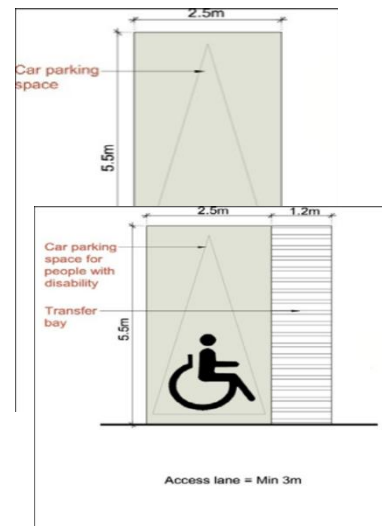 2.5m
Car parking
space
5.5m
2.5m
1.2m
Car parking
space for
people with
disability
Transfer
bay
5.5m
Access lane = Min 3m